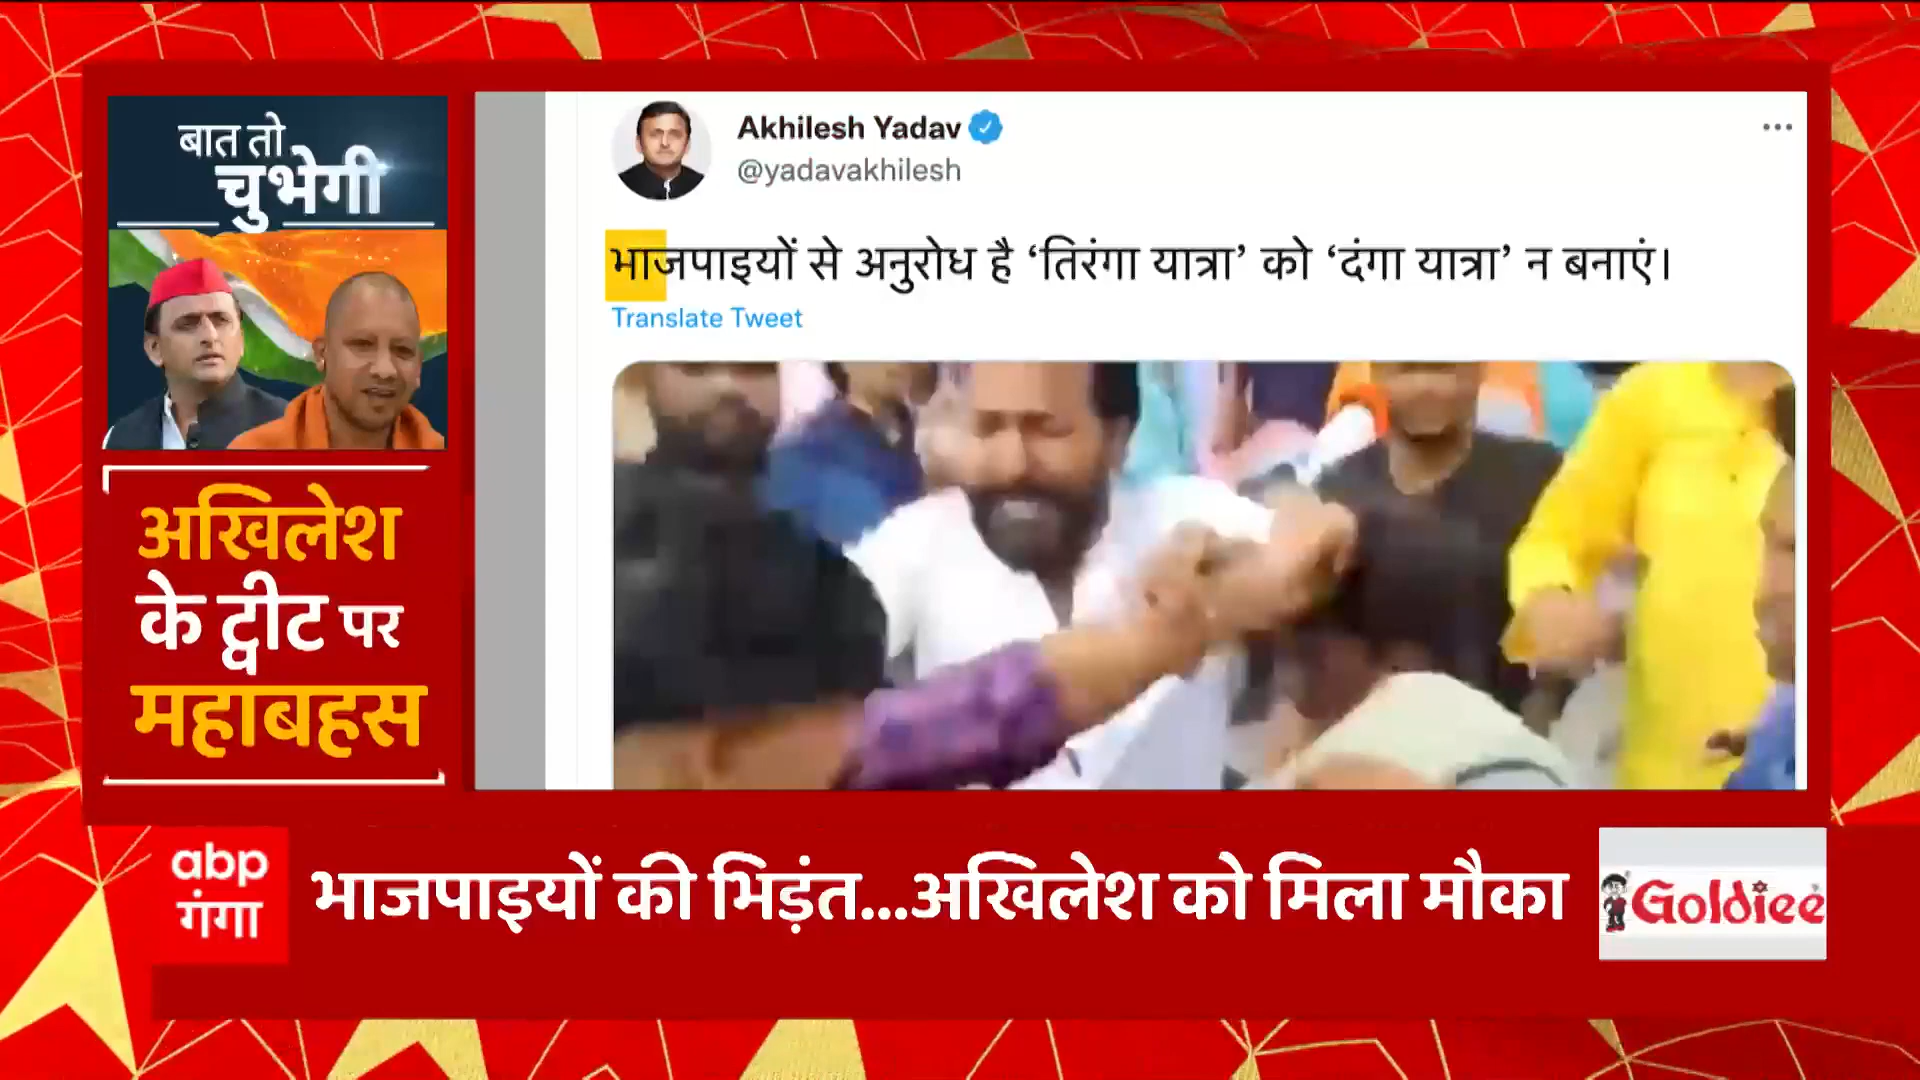 बात तो
चुभेगी
अखिलेश
के ट्वीट पर
महाबहस
Akhilesh Yadav
@yadavakhilesh
भाजपाइयों से अनुरोध है ‘तिरंगा यात्रा’ को ‘दंगा यात्रा’ न बनाएं।
Translate Tweet
abp
गंगा
भाजपाइयों की भिड़ंत...अखिलेश को मिला मौका
Goldiee